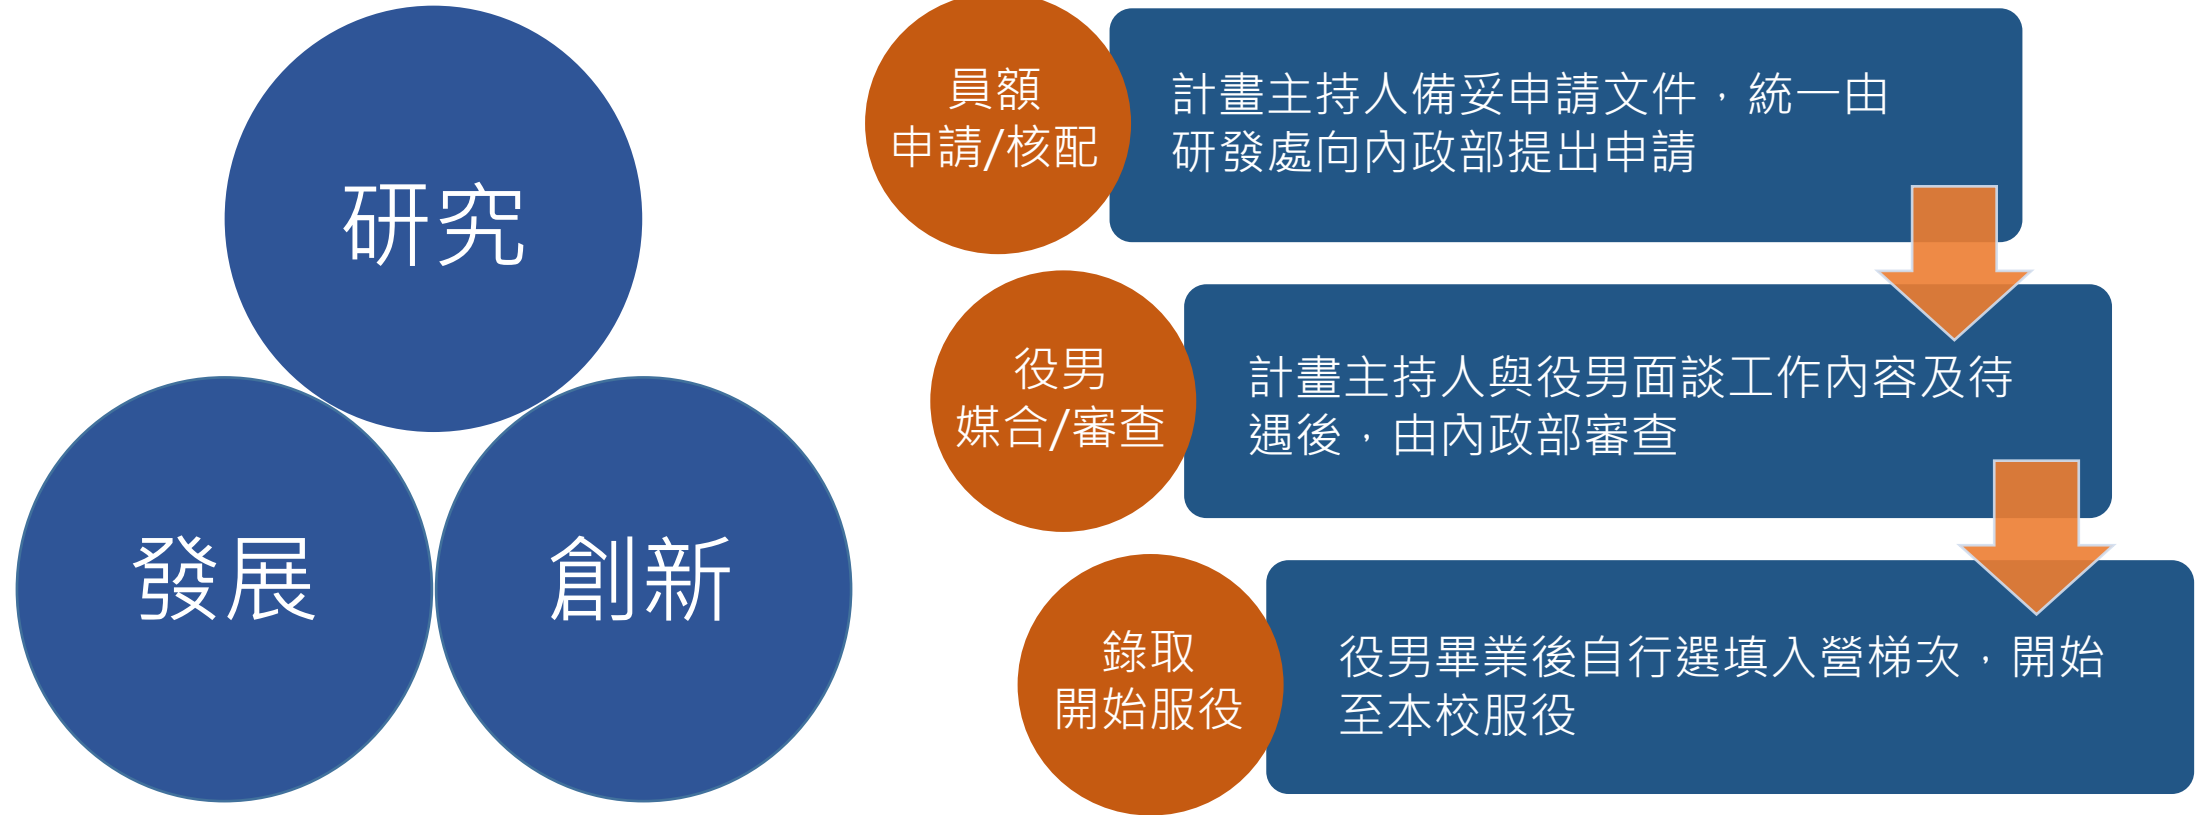 研究
發展
創新
員額
申請/核配
計畫主持人備妥申請文件，統一由
研發處向內政部提出申請
役男
媒合/審查
計畫主持人與役男面談工作內容及待
遇後，由內政部審查
錄取
開始服役
役男畢業後自行選填入營梯次，開始
至本校服役